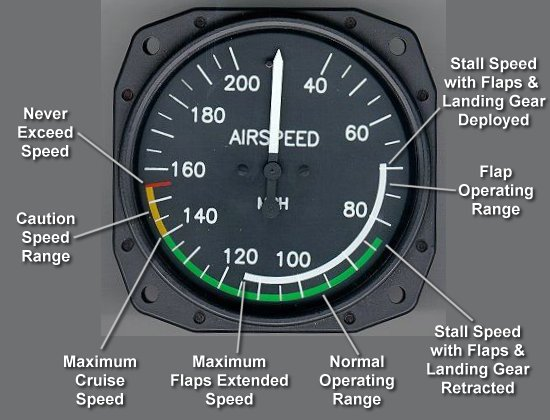 Stall Speed
with Flaps &
Landing Gear
Deployed
Never
Exceed
Speed
200
40
180
60
AIRSPEED
160
Flap
Operating
Range
Caution
Speed
Range
140
MPH
80
120
100
Maximum
Cruise
Speed
Maximum
Flaps Extended
Speed
Normal
Operating
Range
Stall Speed
with Flaps &
Landing Gear
Retracted